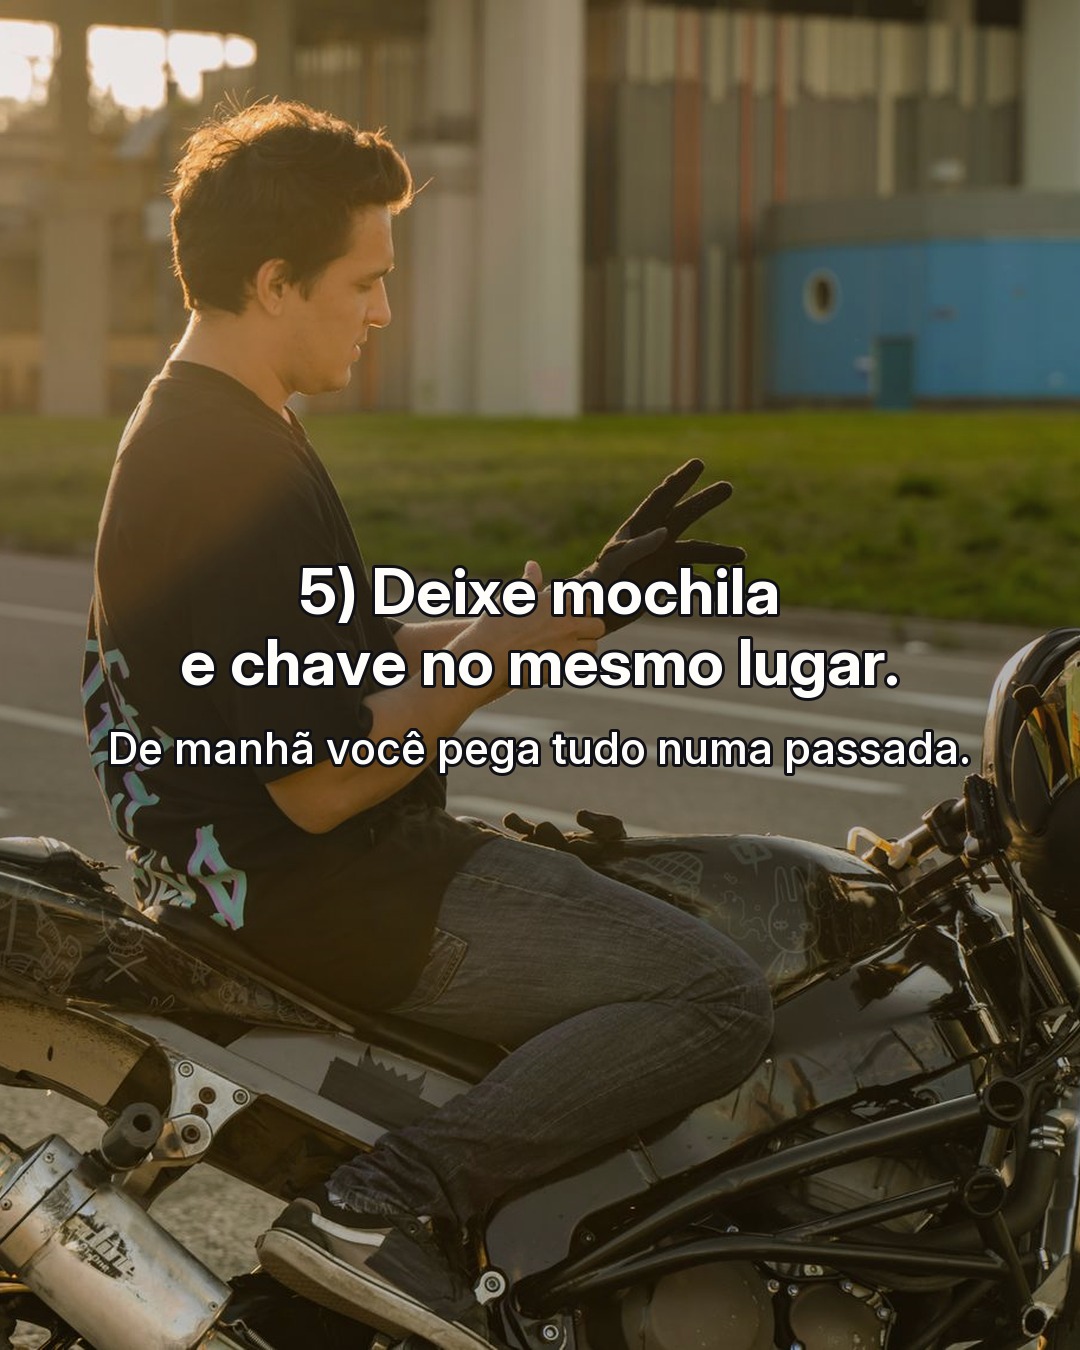 5) Deixe mochila
e chave no mesmo lugar.
De manhã você pega tudo numa passada.